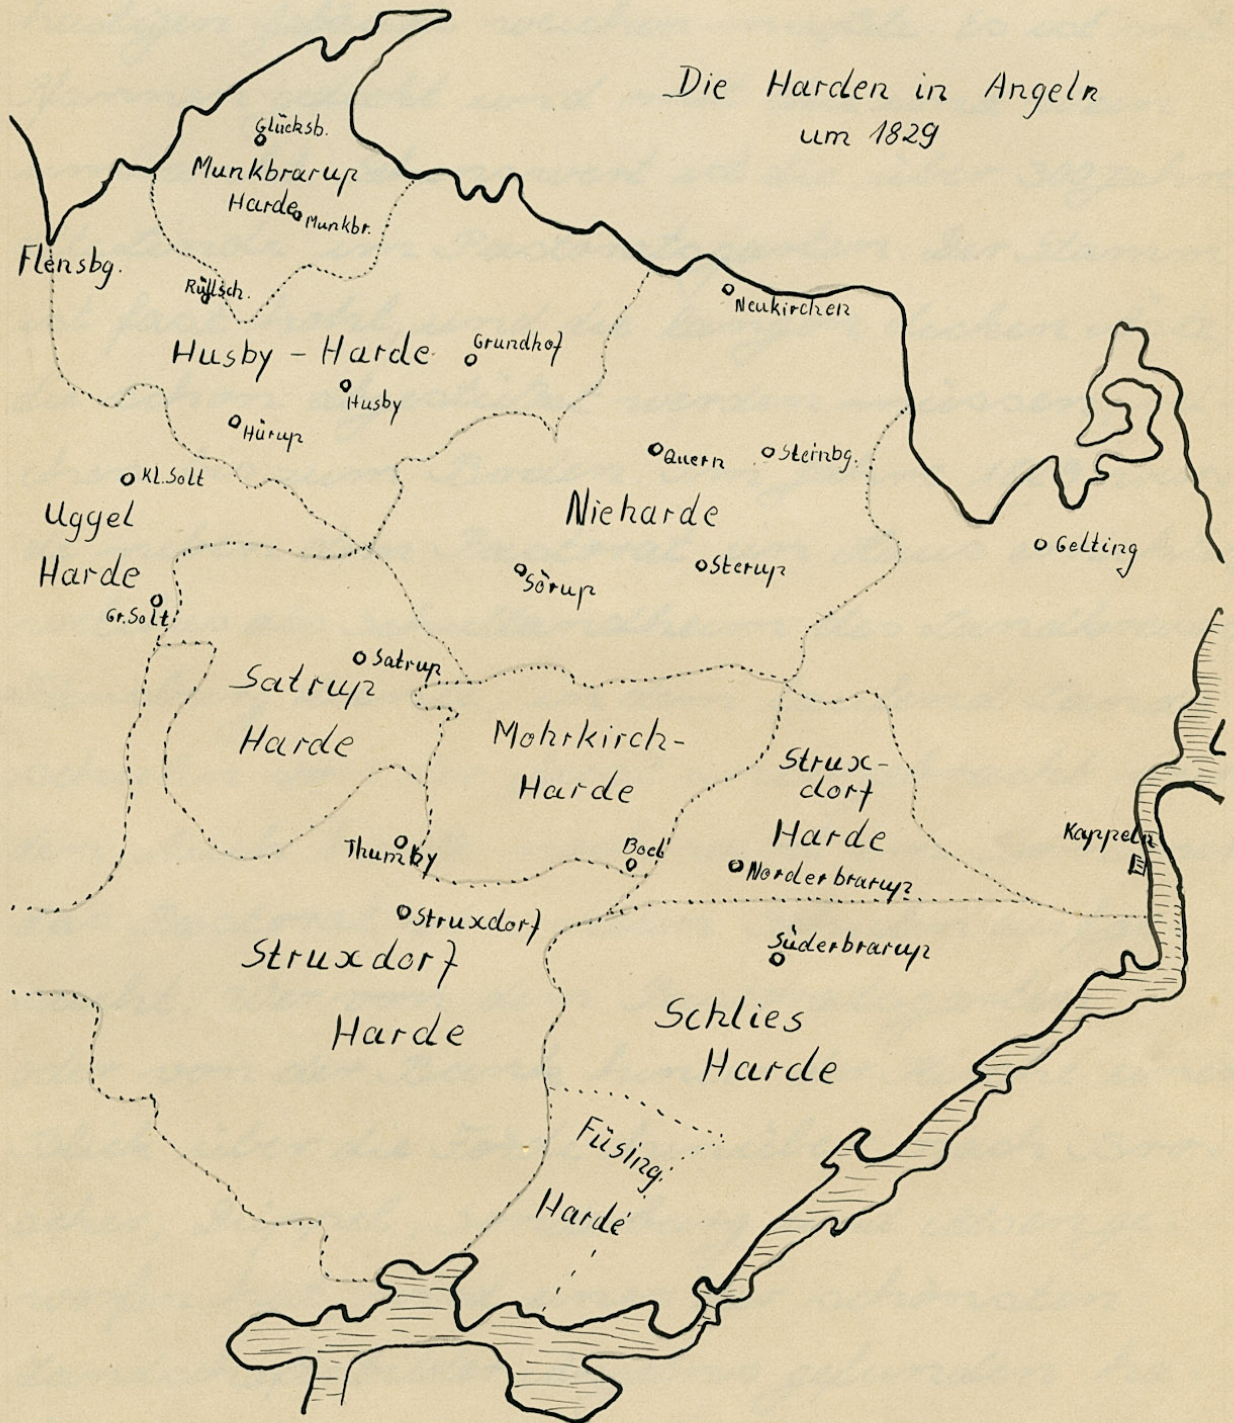 Die Harden in Angeln
um 1829
Glücksb.
Munkbrarup
Harde
Munkbr.
Flensbg.
Rüllsch.
Neukirchen
Husby - Harde
Grundhof
Husby
Hürup
Quern
Steinbg.
Kl. Solt
Uggel
Harde
Nieharde
Gelting
Sörup
Sterup
Gr. Solt
Satrup
Satrup
Harde
Mohrkirch-
Harde
Strux-
dorf
Harde
Kappeln
Thumby
Boel
Norderbrarup
Struxdorf
Struxdorf
Harde
Süderbrarup
Schlies
Harde
Füsing
Harde